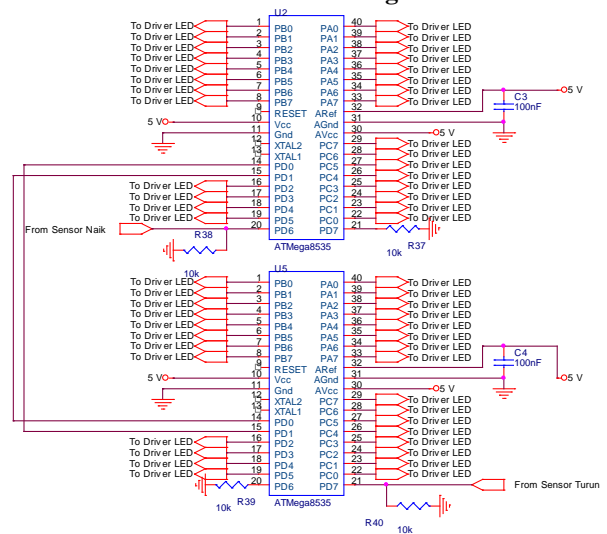 U2
To Driver LED 1 PB0 PA0 40 To Driver LED
To Driver LED 2 PB1 PA1 39 To Driver LED
To Driver LED 3 PB2 PA2 38 To Driver LED
To Driver LED 4 PB3 PA3 37 To Driver LED
To Driver LED 5 PB4 PA4 36 To Driver LED
To Driver LED 6 PB5 PA5 35 To Driver LED
To Driver LED 7 PB6 PA6 34 To Driver LED
To Driver LED 8 PB7 PA7 33 To Driver LED
9 RESET ARef 32
C3
100nF
5 V
5 V 10 Vcc AGnd 31
11 Gnd AVcc 30 5 V
12 XTAL2 PC7 29 To Driver LED
13 XTAL1 PC6 28 To Driver LED
14 PD0 PC5 27 To Driver LED
15 PD1 PC4 26 To Driver LED
To Driver LED 16 PD2 PC3 25 To Driver LED
To Driver LED 17 PD3 PC2 24 To Driver LED
To Driver LED 18 PD4 PC1 23 To Driver LED
To Driver LED 19 PD5 PC0 22 To Driver LED
From Sensor Naik 20 PD6 PD7 21
R38
10k
R37
10k
ATMega8535
U5
To Driver LED 1 PB0 PA0 40 To Driver LED
To Driver LED 2 PB1 PA1 39 To Driver LED
To Driver LED 3 PB2 PA2 38 To Driver LED
To Driver LED 4 PB3 PA3 37 To Driver LED
To Driver LED 5 PB4 PA4 36 To Driver LED
To Driver LED 6 PB5 PA5 35 To Driver LED
To Driver LED 7 PB6 PA6 34 To Driver LED
To Driver LED 8 PB7 PA7 33 To Driver LED
9 RESET ARef 32
C4
100nF
5 V 10 Vcc AGnd 31 5 V
11 Gnd AVcc 30 5 V
12 XTAL2 PC7 29 To Driver LED
13 XTAL1 PC6 28 To Driver LED
14 PD0 PC5 27 To Driver LED
15 PD1 PC4 26 To Driver LED
To Driver LED 16 PD2 PC3 25 To Driver LED
To Driver LED 17 PD3 PC2 24 To Driver LED
To Driver LED 18 PD4 PC1 23 To Driver LED
To Driver LED 19 PD5 PC0 22 To Driver LED
20 PD6 PD7 21 From Sensor Turun
R39
10k
ATMega8535
R40
10k